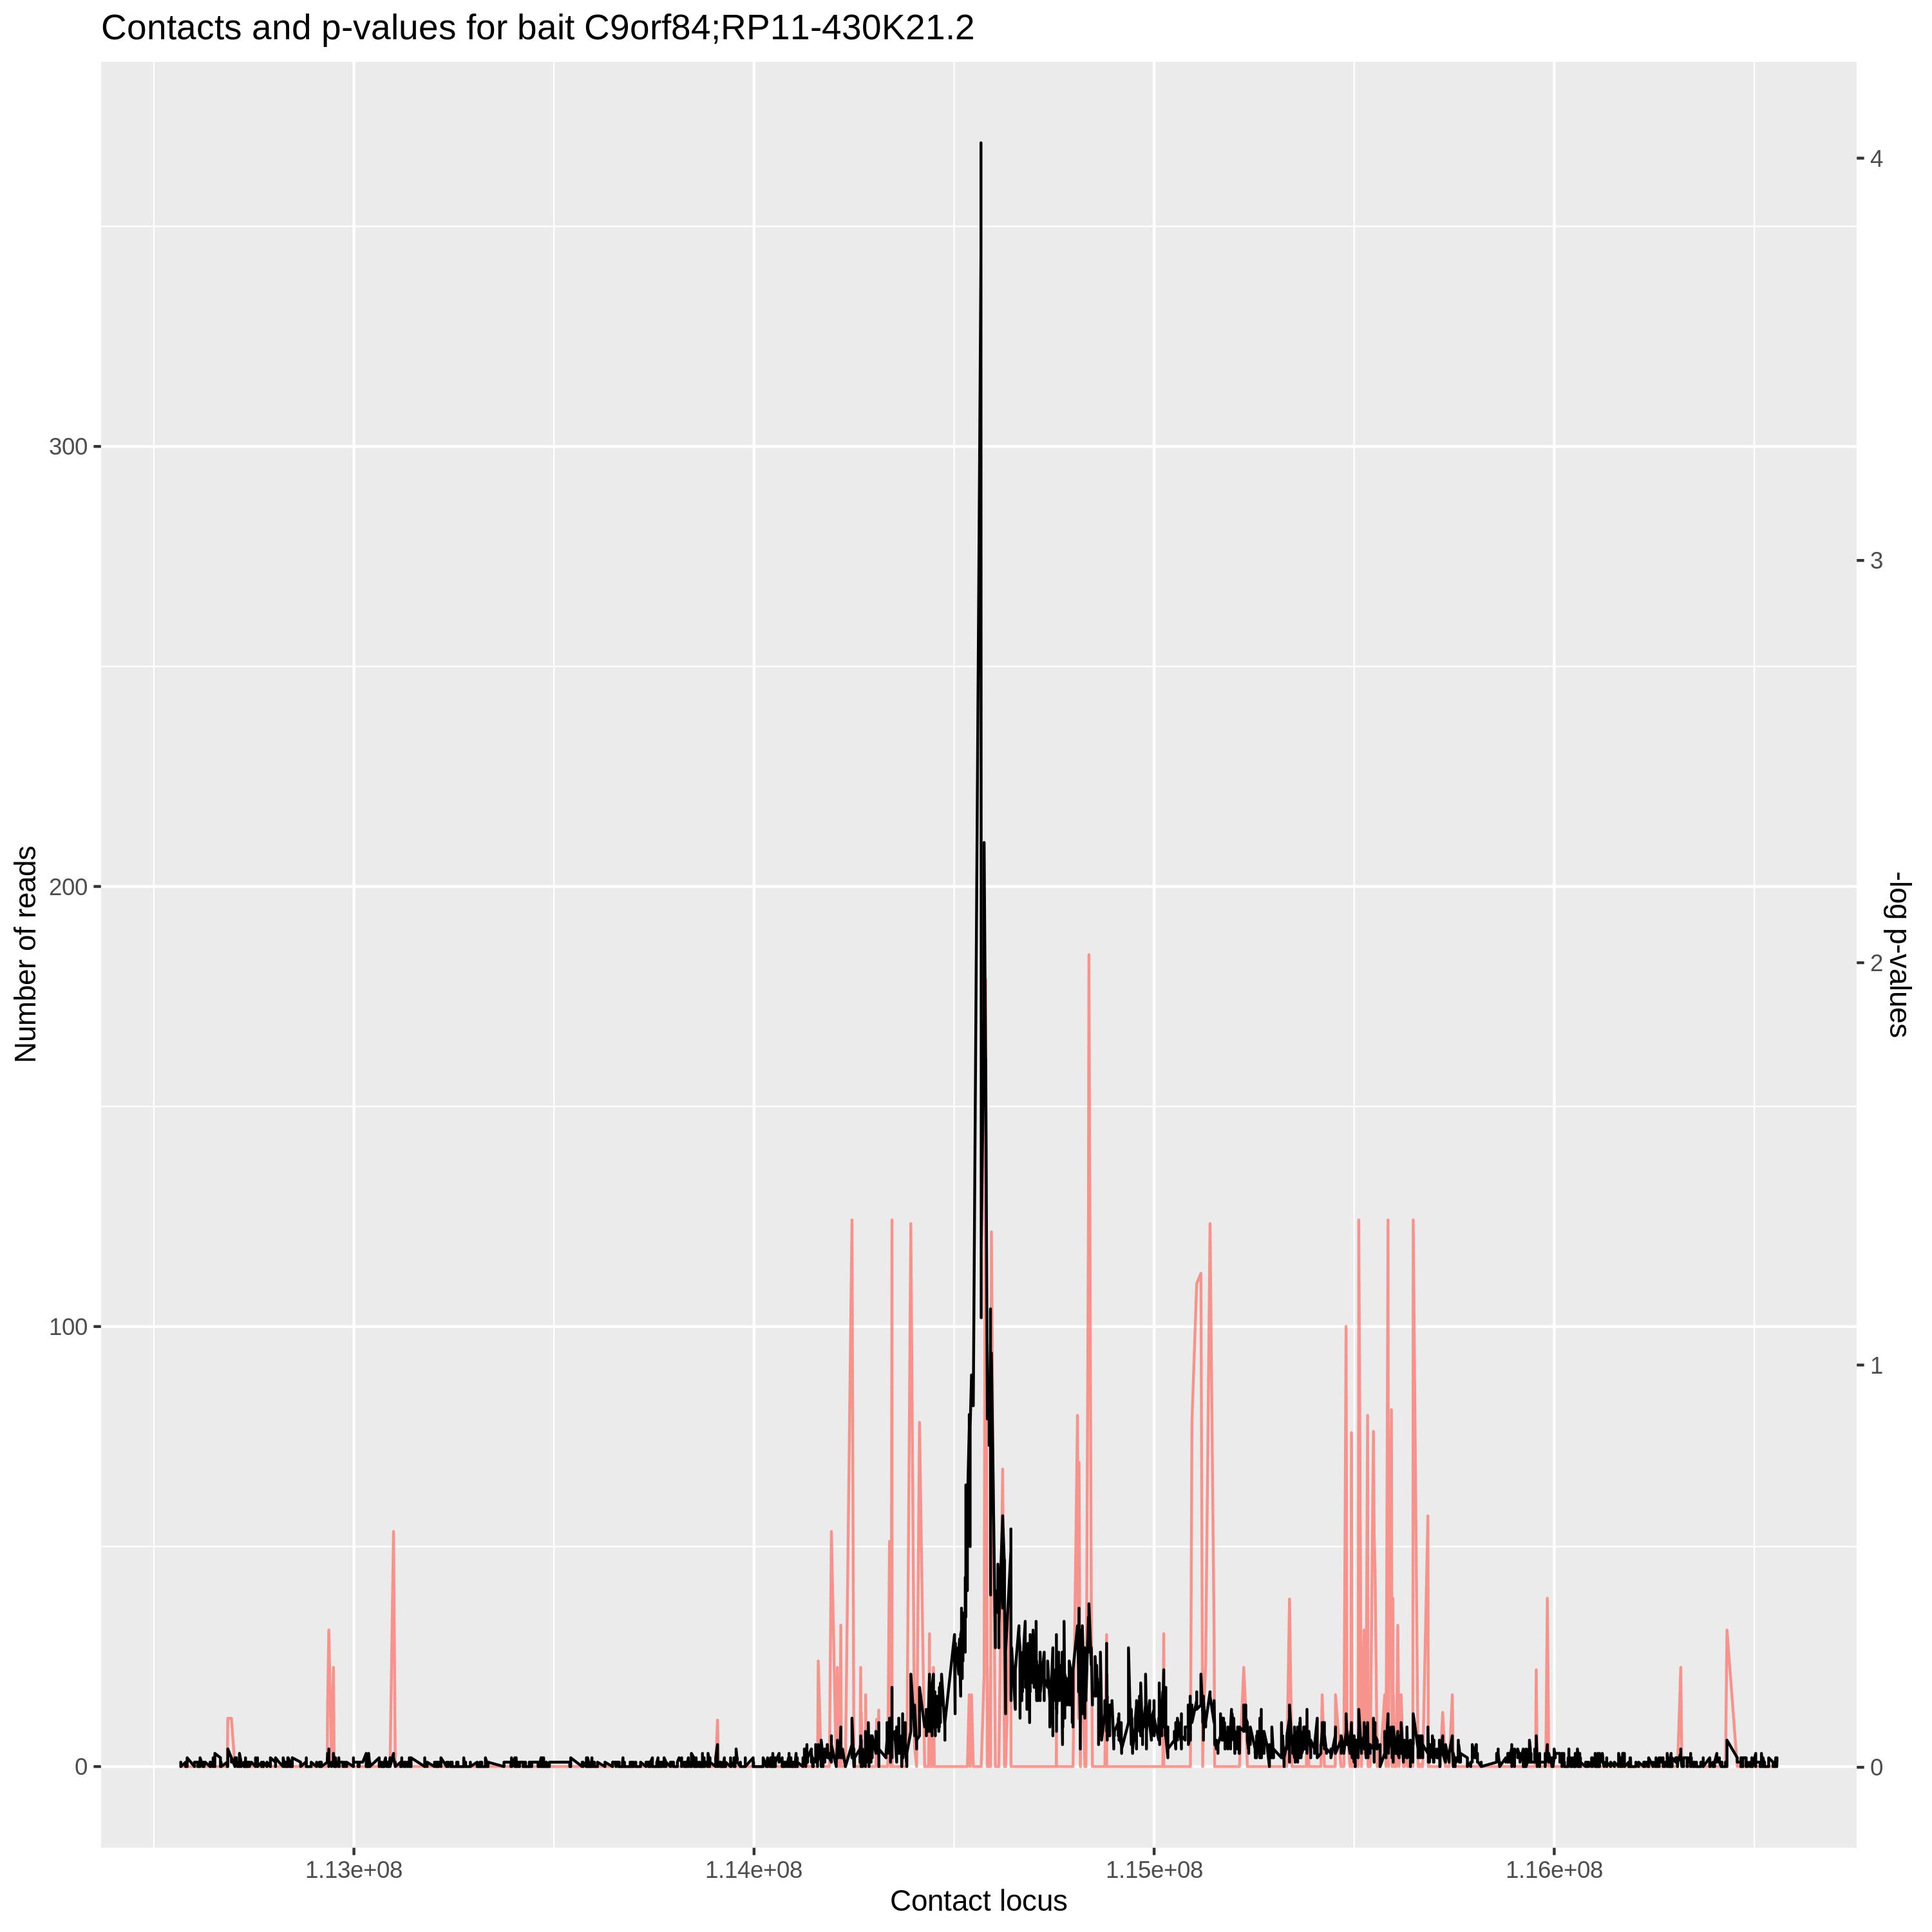 Contacts and p-values for bait C9orf84;RP11-430K21.2
Number of reads
300
200
100
0
4
3
2
1
0
-log p-values
1.13e+08
1.14e+08
1.15e+08
1.16e+08
Contact locus